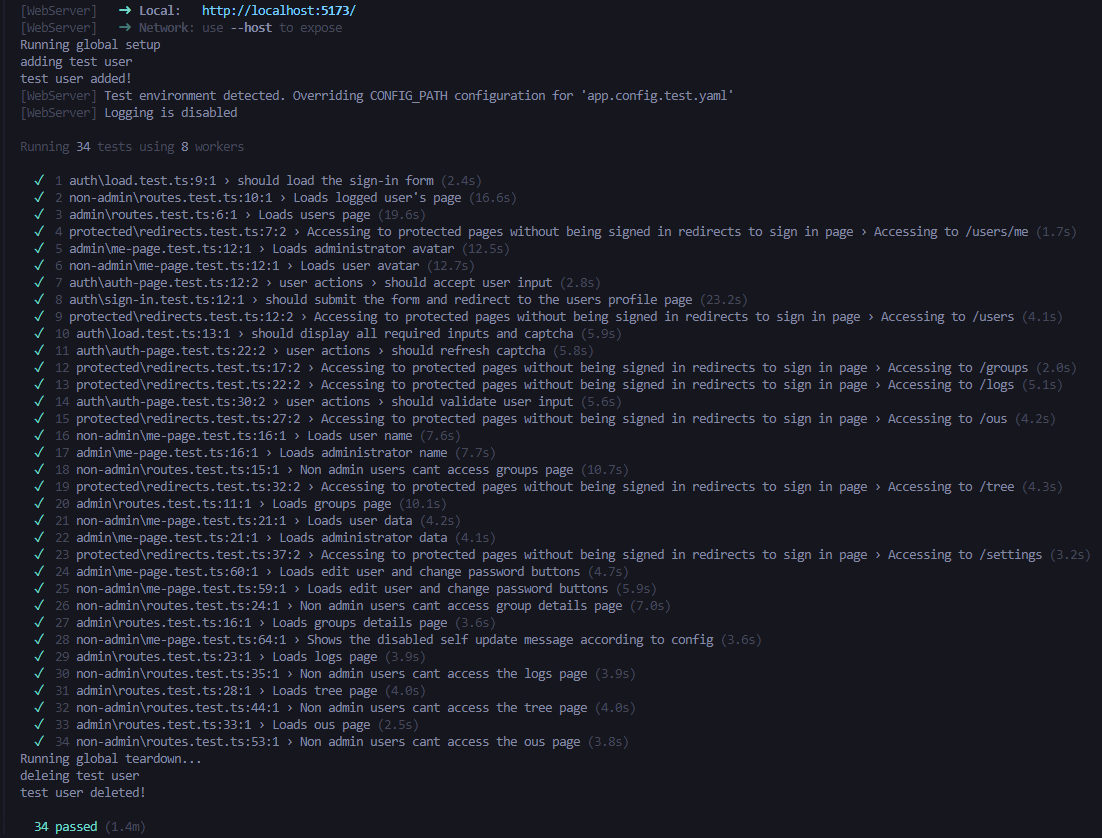 [WebServer]   ➜  Local:   http://localhost:5173/
[WebServer]   ➜  Network: use --host to expose
Running global setup
adding test user
test user added!
[WebServer] Test environment detected. Overriding CONFIG_PATH configuration for 'app.config.test.yaml'
[WebServer] Logging is disabled
Running 34 tests using 8 workers
✓  1 auth\load.test.ts:9:1 › should load the sign-in form (2.4s)
✓  2 non-admin\routes.test.ts:10:1 › Loads logged user's page (16.6s)
✓  3 admin\routes.test.ts:6:1 › Loads users page (19.6s)
✓  4 protected\redirects.test.ts:7:2 › Accessing to protected pages without being signed in redirects to sign in page › Accessing to /users/me (1.7s)
✓  5 admin\me-page.test.ts:12:1 › Loads administrator avatar (12.5s)
✓  6 non-admin\me-page.test.ts:12:1 › Loads user avatar (12.7s)
✓  7 auth\auth-page.test.ts:12:2 › user actions › should accept user input (2.8s)
✓  8 auth\sign-in.test.ts:12:1 › should submit the form and redirect to the users profile page (23.2s)
✓  9 protected\redirects.test.ts:12:2 › Accessing to protected pages without being signed in redirects to sign in page › Accessing to /users (4.1s)
✓  10 auth\load.test.ts:13:1 › should display all required inputs and captcha (5.9s)
✓  11 auth\auth-page.test.ts:22:2 › user actions › should refresh captcha (5.8s)
✓  12 protected\redirects.test.ts:17:2 › Accessing to protected pages without being signed in redirects to sign in page › Accessing to /groups (2.0s)
✓  13 protected\redirects.test.ts:22:2 › Accessing to protected pages without being signed in redirects to sign in page › Accessing to /logs (5.1s)
✓  14 auth\auth-page.test.ts:30:2 › user actions › should validate user input (5.6s)
✓  15 protected\redirects.test.ts:27:2 › Accessing to protected pages without being signed in redirects to sign in page › Accessing to /ous (4.2s)
✓  16 non-admin\me-page.test.ts:16:1 › Loads user name (7.6s)
✓  17 admin\me-page.test.ts:16:1 › Loads administrator name (7.7s)
✓  18 non-admin\routes.test.ts:15:1 › Non admin users cant access groups page (10.7s)
✓  19 protected\redirects.test.ts:32:2 › Accessing to protected pages without being signed in redirects to sign in page › Accessing to /tree (4.3s)
✓  20 admin\routes.test.ts:11:1 › Loads groups page (10.1s)
✓  21 non-admin\me-page.test.ts:21:1 › Loads user data (4.2s)
✓  22 admin\me-page.test.ts:21:1 › Loads administrator data (4.1s)
✓  23 protected\redirects.test.ts:37:2 › Accessing to protected pages without being signed in redirects to sign in page › Accessing to /settings (3.2s)
✓  24 admin\me-page.test.ts:60:1 › Loads edit user and change password buttons (4.7s)
✓  25 non-admin\me-page.test.ts:59:1 › Loads edit user and change password buttons (5.9s)
✓  26 non-admin\routes.test.ts:24:1 › Non admin users cant access group details page (7.0s)
✓  27 admin\routes.test.ts:16:1 › Loads groups details page (3.6s)
✓  28 non-admin\me-page.test.ts:64:1 › Shows the disabled self update message according to config (3.6s)
✓  29 admin\routes.test.ts:23:1 › Loads logs page (3.9s)
✓  30 non-admin\routes.test.ts:35:1 › Non admin users cant access the logs page (3.9s)
✓  31 admin\routes.test.ts:28:1 › Loads tree page (4.0s)
✓  32 non-admin\routes.test.ts:44:1 › Non admin users cant access the tree page (4.0s)
✓  33 admin\routes.test.ts:33:1 › Loads ous page (2.5s)
✓  34 non-admin\routes.test.ts:53:1 › Non admin users cant access the ous page (3.8s)
Running global teardown...
deleing test user
test user deleted!
34 passed (1.4m)